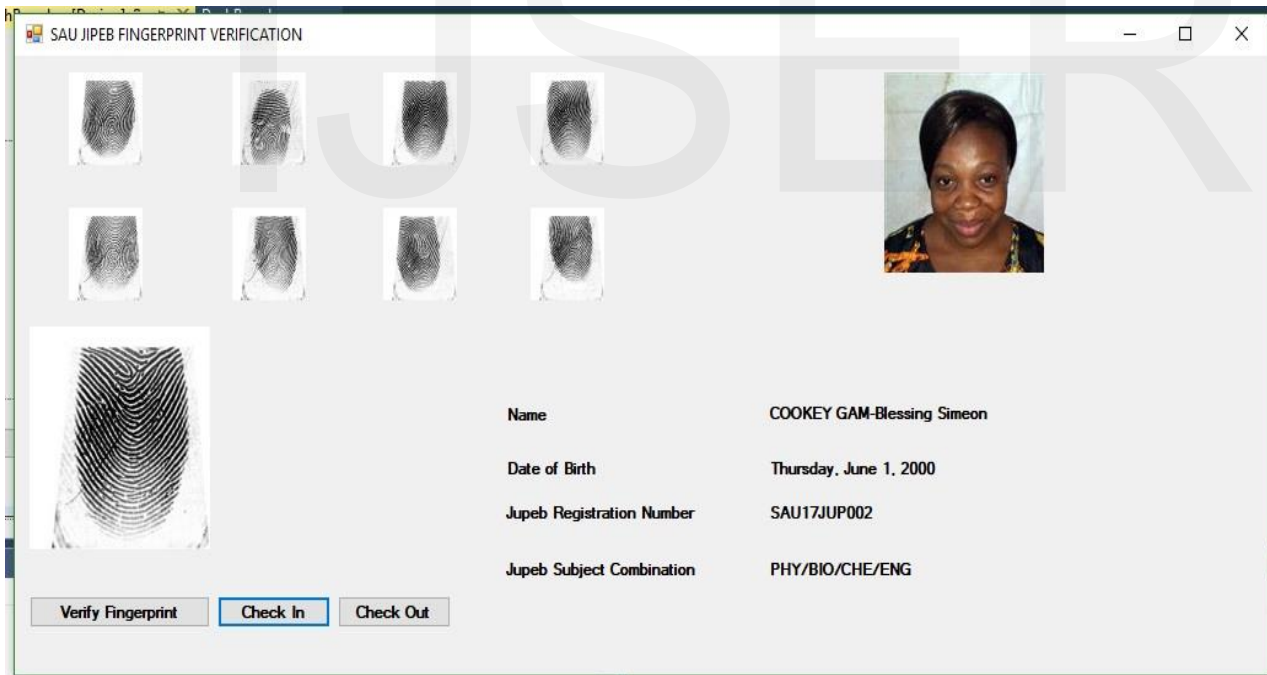 SAU JIPEB FINGERPRINT VERIFICATION
IJSER
Name COOKEY GAM-Blessing Simeon
Date of Birth Thursday, June 1, 2000
Jupeb Registration Number SAU17JUP002
Jupeb Subject Combination PHY/BIO/CHE/ENG
Verify Fingerprint Check In Check Out